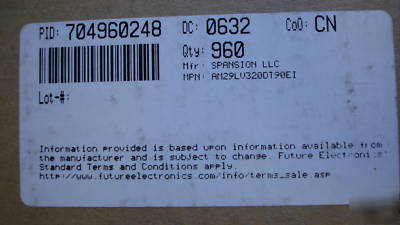 PID: 704960248 DC: 0632 CoO: CN
Qty: 960
Mfr: SPANSION LLC
MPN: AM29LV320DT90EI
Lot-#:
Information provided is based upon information available from
the manufacturer and is subject to change. Future Electronics
Standard Terms and Conditions apply.
http://www.futureelectronics.com/info/terms_sale.asp